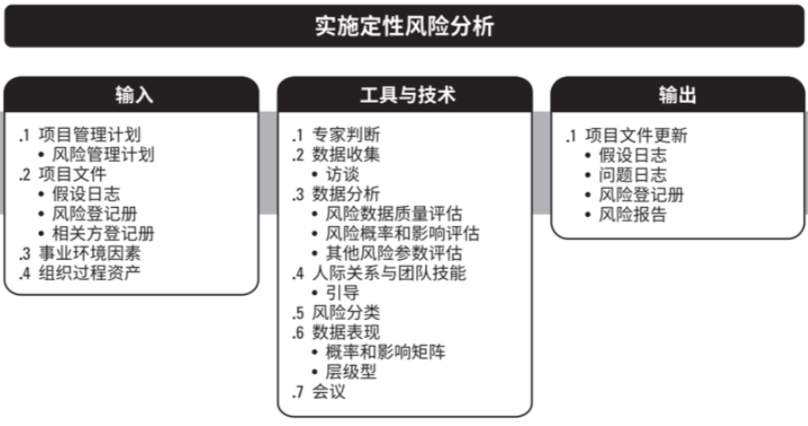 实施定性风险分析
输入
.1 项目管理计划
• 风险管理计划
.2 项目文件
• 假设日志
• 风险登记册
• 相关方登记册
.3 事业环境因素
.4 组织过程资产
工具与技术
.1 专家判断
.2 数据收集
• 访谈
.3 数据分析
• 风险数据质量评估
• 风险概率和影响评估
• 其他风险参数评估
.4 人际关系与团队技能
• 引导
.5 风险分类
.6 数据表现
• 概率和影响矩阵
• 层级型
.7 会议
输出
.1 项目文件更新
• 假设日志
• 问题日志
• 风险登记册
• 风险报告